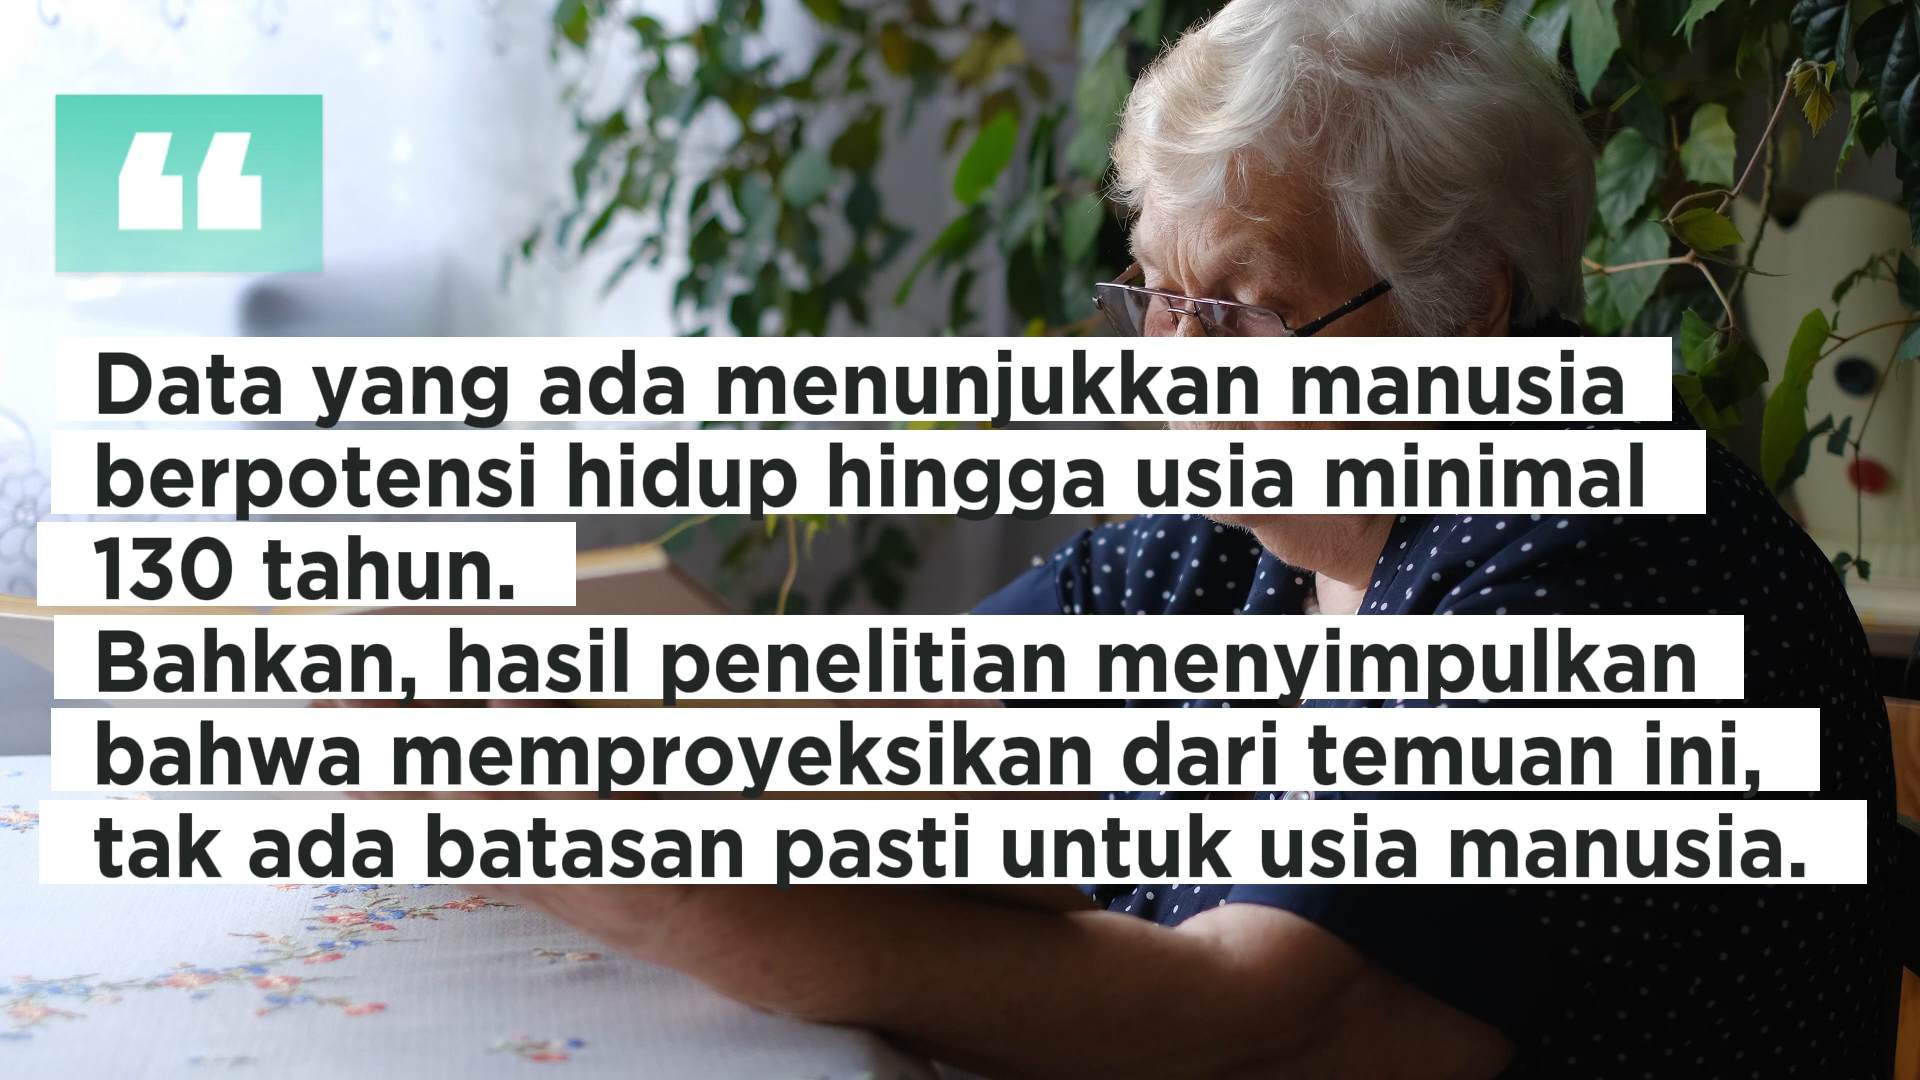 “
Data yang ada menunjukkan manusia
berpotensi hidup hingga usia minimal
130 tahun.
Bahkan, hasil penelitian menyimpulkan
bahwa memproyeksikan dari temuan ini,
tak ada batasan pasti untuk usia manusia.